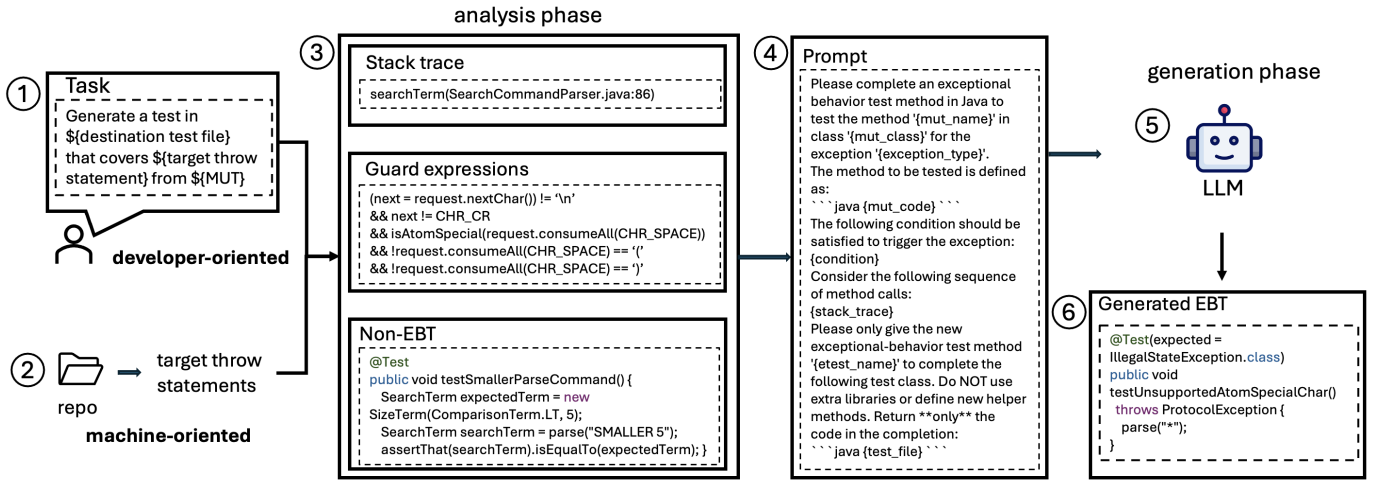 analysis phase
1
Task
Generate a test in
${destination test file}
that covers ${target throw
statement} from ${MUT}
developer-oriented
2
repo
target throw
statements
machine-oriented
3
Stack trace
searchTerm(SearchCommandParser.java:86)
Guard expressions
(next = request.nextChar()) != ‘\n’
&& next != CHR_CR
&& isAtomSpecial(request.consumeAll(CHR_SPACE))
&& !request.consumeAll(CHR_SPACE) == ‘(’
&& !request.consumeAll(CHR_SPACE) == ‘)’
Non-EBT
@Test
public void testSmallerParseCommand() {
SearchTerm expectedTerm = new
SizeTerm(ComparisonTerm.LT, 5);
SearchTerm searchTerm = parse("SMALLER 5");
assertThat(searchTerm).isEqualTo(expectedTerm); }
4
Prompt
Please complete an exceptional
behavior test method in Java to
test the method '{mut_name}' in
class '{mut_class}' for the
exception '{exception_type}'.
The method to be tested is defined
as:
```java {mut_code} ```
The following condition should be
satisfied to trigger the exception:
{condition}
Consider the following sequence
of method calls:
{stack_trace}
Please only give the new
exceptional-behavior test method
'{etest_name}' to complete the
following test class. Do NOT use
extra libraries or define new helper
methods. Return **only** the
code in the completion:
```java {test_file} ```
generation phase
5
LLM
6
Generated EBT
@Test(expected =
IllegalStateException.class)
public void
testUnsupportedAtomSpecialChar()
throws ProtocolException {
parse("*");
}